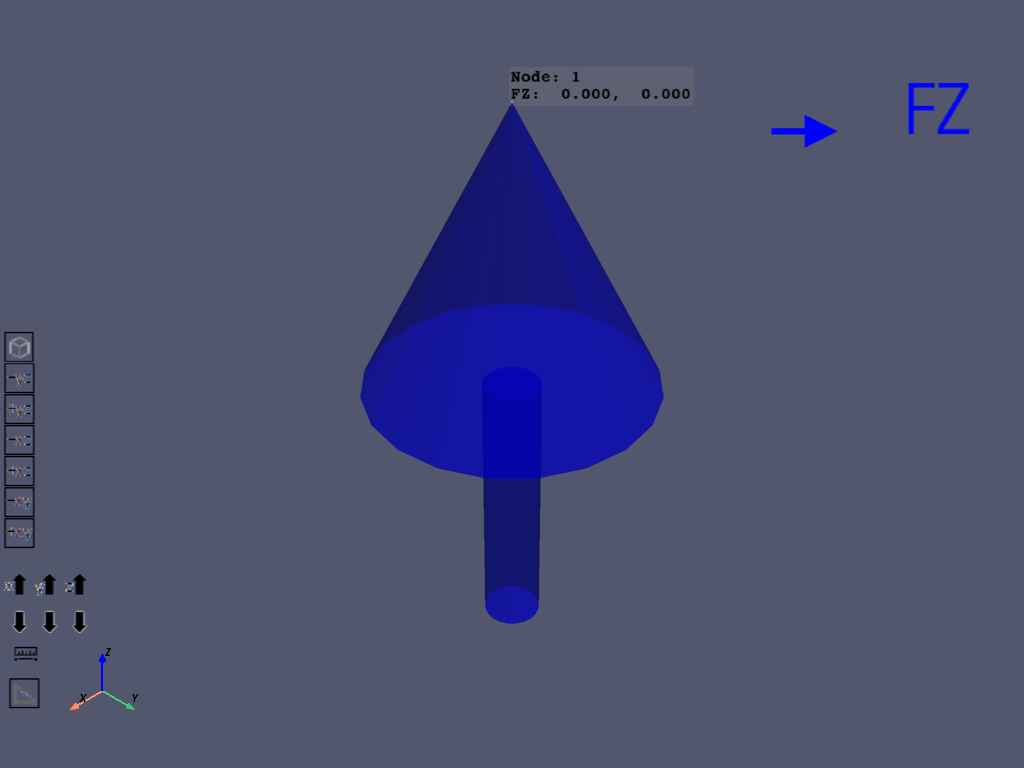 Node: 1
FZ:  0.000,  0.000
FZ
-yz
+yz
-xz
+xz
-xy
+xy
x y z
Z
X
Y